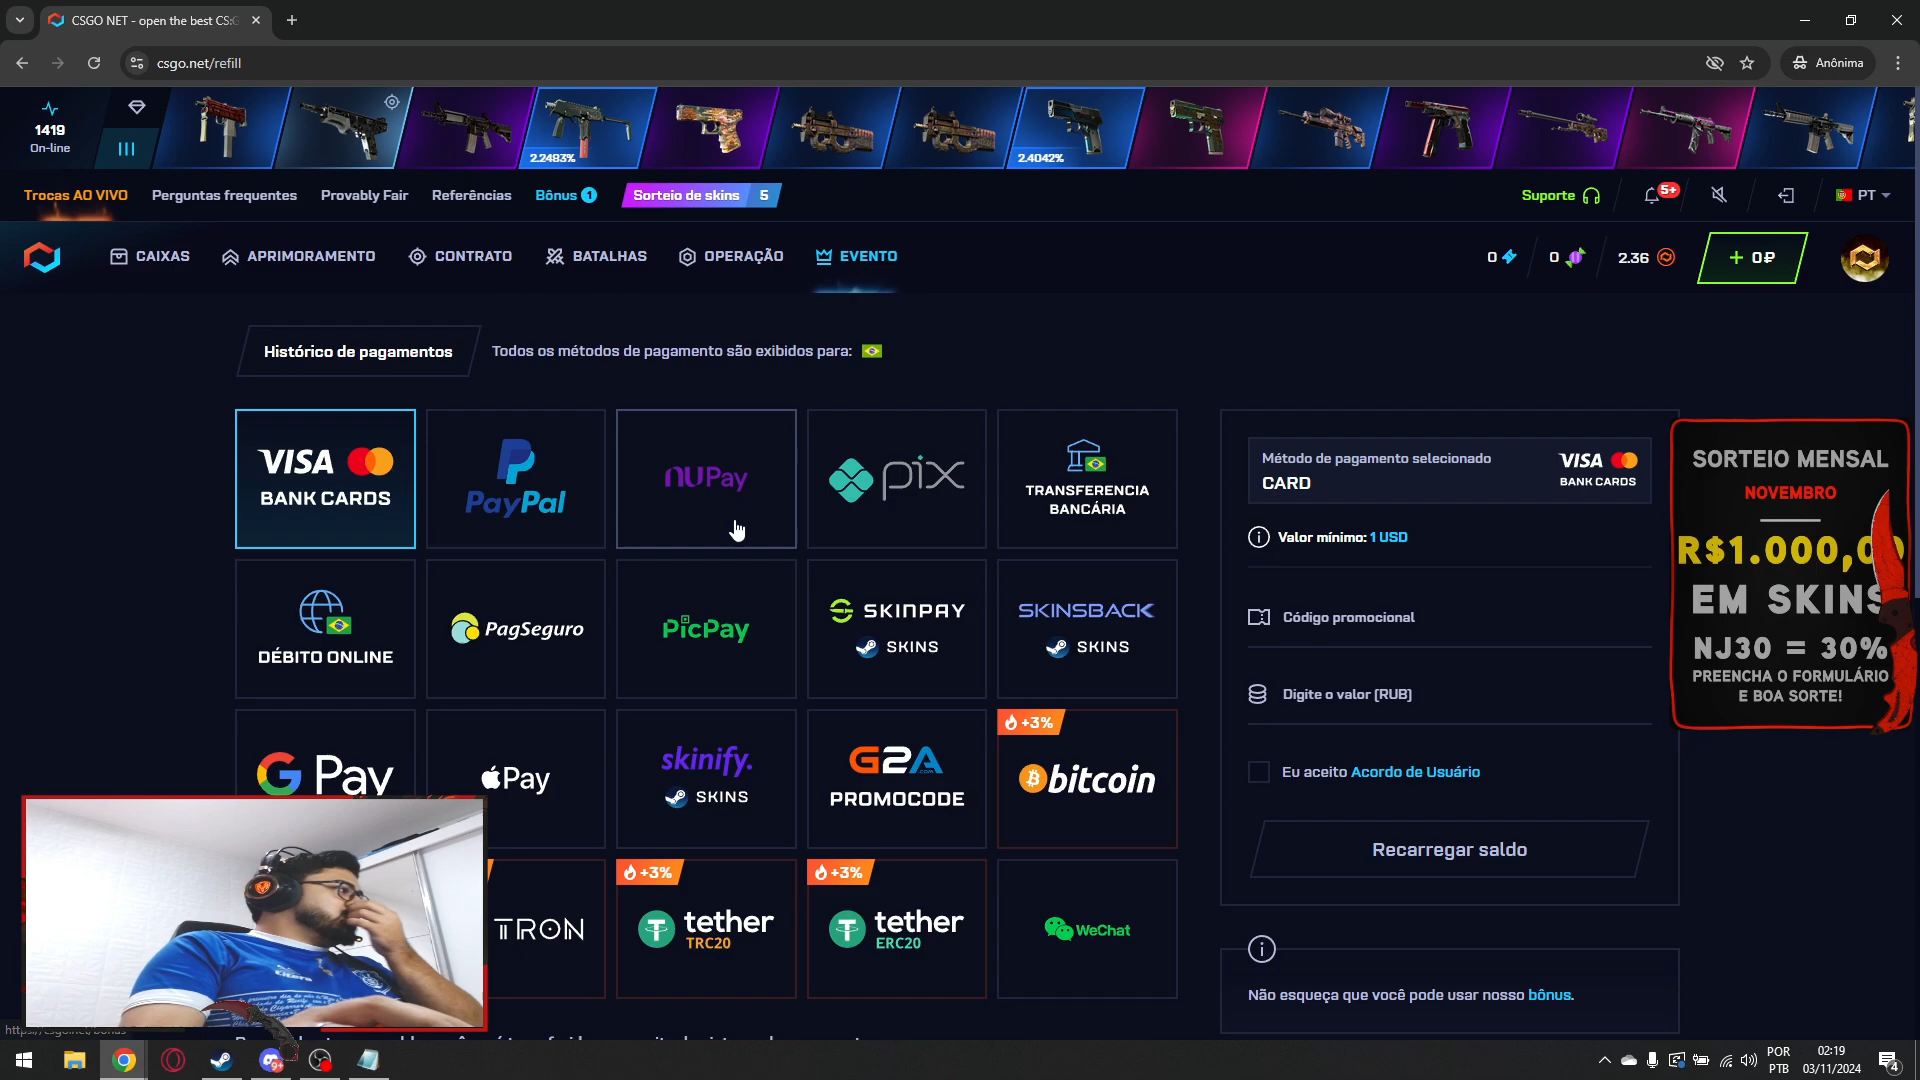 CSGO NET - open the best CS:G
csgo.net/refill
Anônima
1419
On-line
2.2483%
2.4042%
Trocas AO VIVO
Perguntas frequentes
Provably Fair
Referências
Bônus 1
Sorteio de skins 5
Suporte
5+
PT
CAIXAS
APRIMORAMENTO
CONTRATO
BATALHAS
OPERAÇÃO
EVENTO
0
0
2.36
+ 0₽
Histórico de pagamentos
Todos os métodos de pagamento são exibidos para:
VISA
BANK CARDS
PayPal
nuPay
pix
TRANSFERENCIA
BANCÁRIA
DÉBITO ONLINE
PagSeguro
PicPay
SKINPAY
SKINS
SKINSBACK
SKINS
G Pay
Pay
skinify.
SKINS
G2A.COM
PROMOCODE
+3%
bitcoin
TRON
+3%
tether
TRC20
+3%
tether
ERC20
WeChat
Método de pagamento selecionado
CARD
VISA
BANK CARDS
Valor mínimo: 1 USD
Código promocional
Digite o valor (RUB)
Eu aceito Acordo de Usuário
Recarregar saldo
Não esqueça que você pode usar nosso bônus.
SORTEIO MENSAL
NOVEMBRO
R$1.000,00
EM SKINS
NJ30 = 30%
PREENCHA O FORMULÁRIO
E BOA SORTE!
9+
POR
PTB
02:19
03/11/2024
4